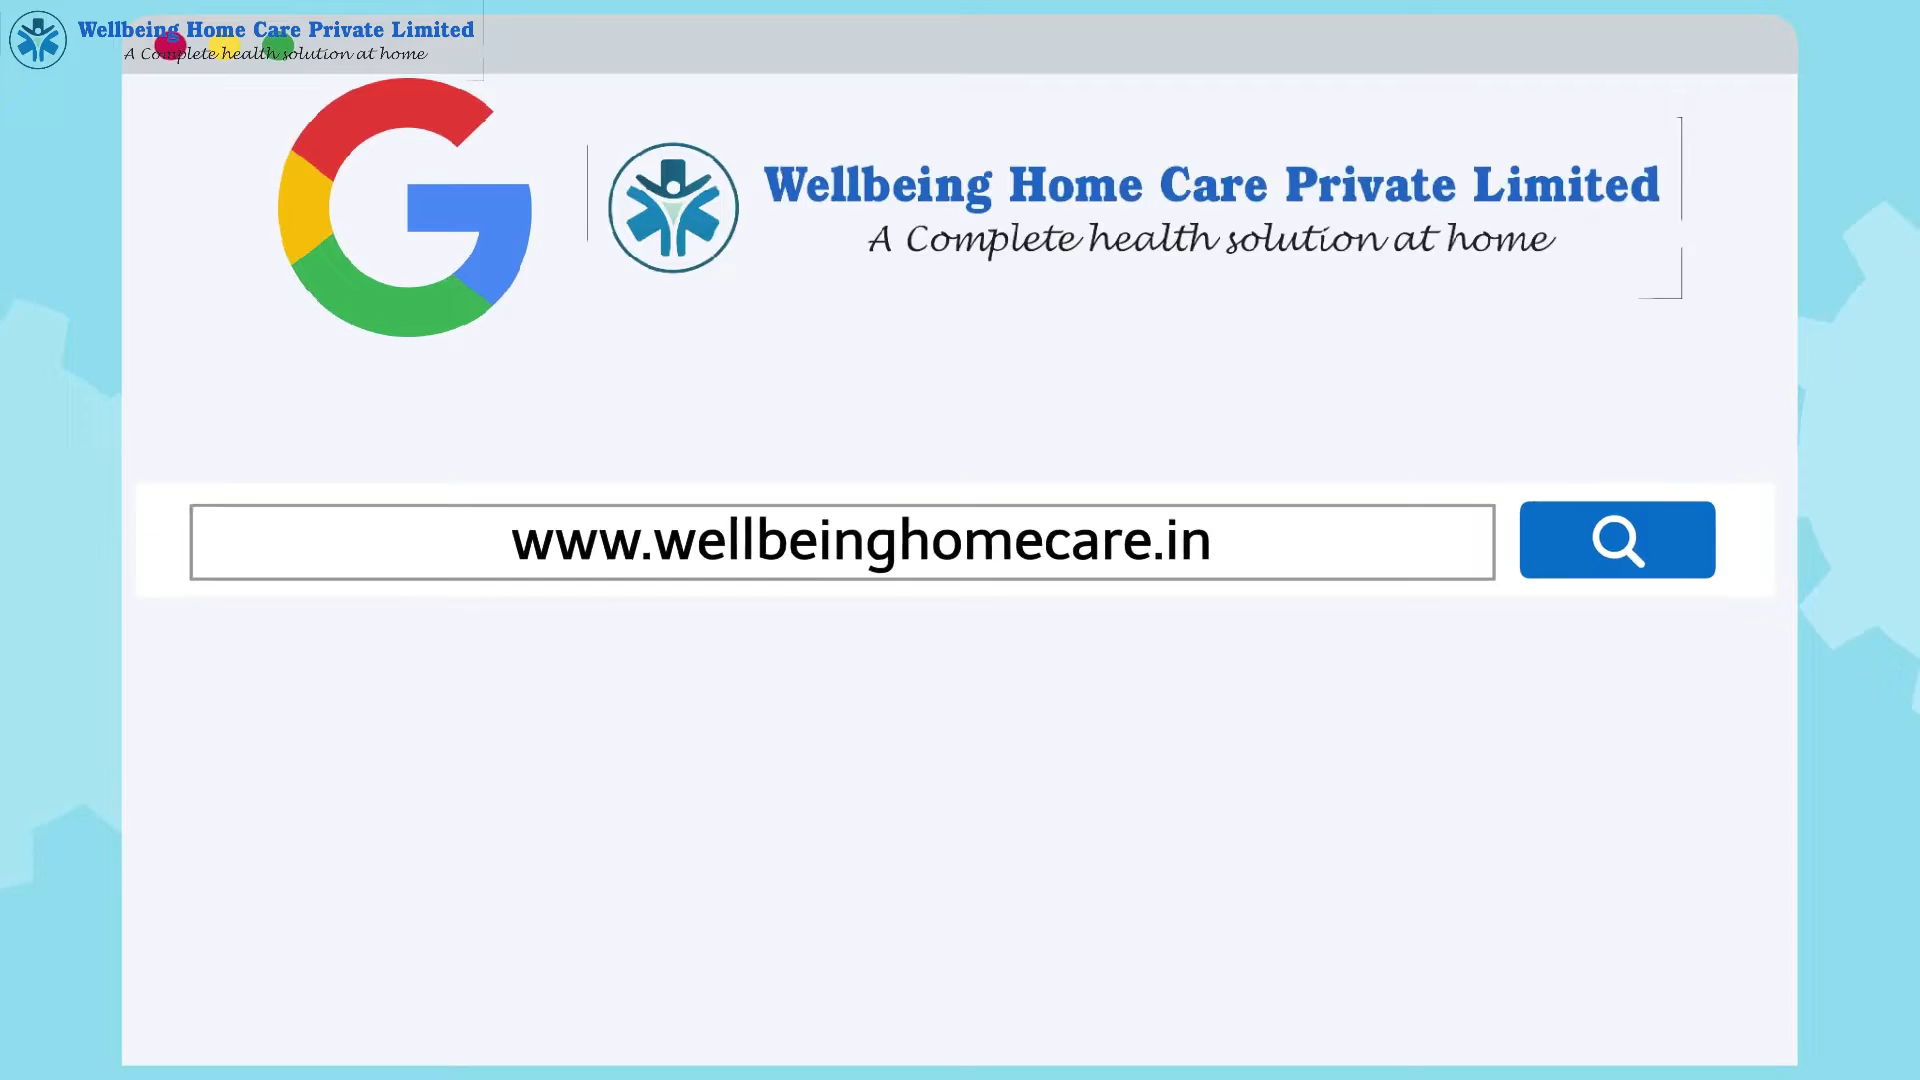 Wellbeing Home Care Private Limited
A Complete health solution at home
Wellbeing Home Care Private Limited
A Complete health solution at home
www.wellbeinghomecare.in